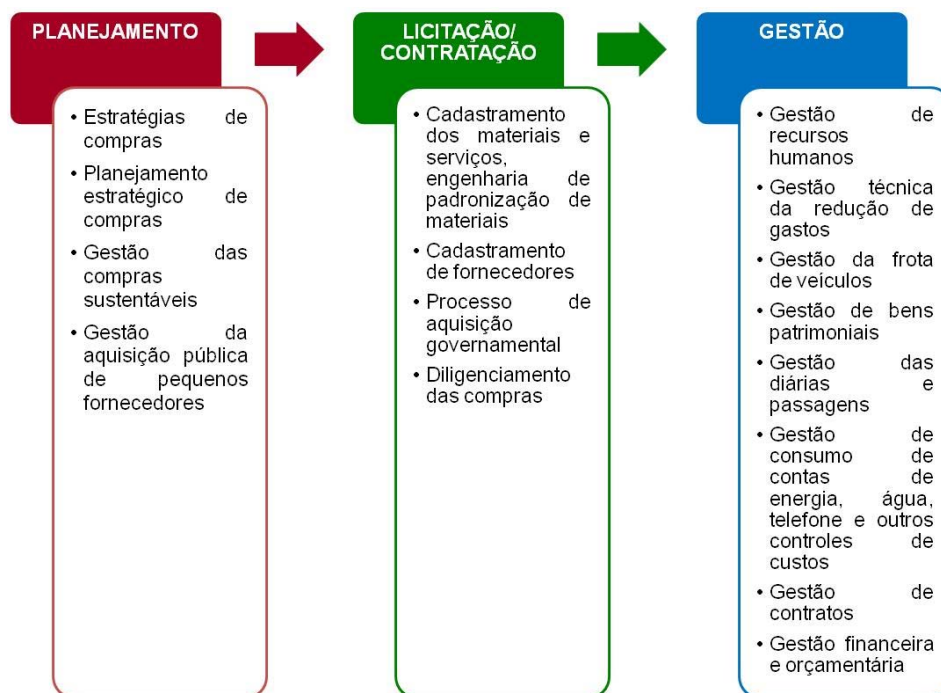 PLANEJAMENTO
• Estratégias de
compras
• Planejamento
estratégico de
compras
• Gestão das
compras
sustentáveis
• Gestão da
aquisição pública
de pequenos
fornecedores
LICITAÇÃO/
CONTRATAÇÃO
• Cadastramento
dos materiais e
serviços,
engenharia de
padronização de
materiais
• Cadastramento
de fornecedores
• Processo de
aquisição
governamental
• Diligenciamento
das compras
GESTÃO
• Gestão de
recursos
humanos
• Gestão técnica
da redução de
gastos
• Gestão da frota
de veículos
• Gestão de bens
patrimoniais
• Gestão das
diárias e
passagens
• Gestão de
consumo de
contas de
energia, água,
telefone e outros
controles de
custos
• Gestão de
contratos
• Gestão financeira
e orçamentária